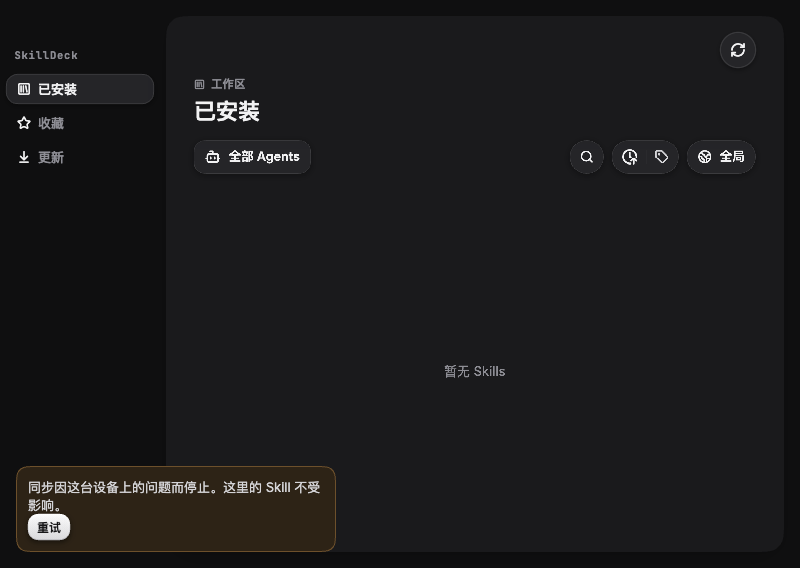 SkillDeck
已安装
收藏
更新
工作区
已安装
全部 Agents
全局
暂无 Skills
同步因这台设备上的问题而停止。这里的 Skill 不受
影响。
重试